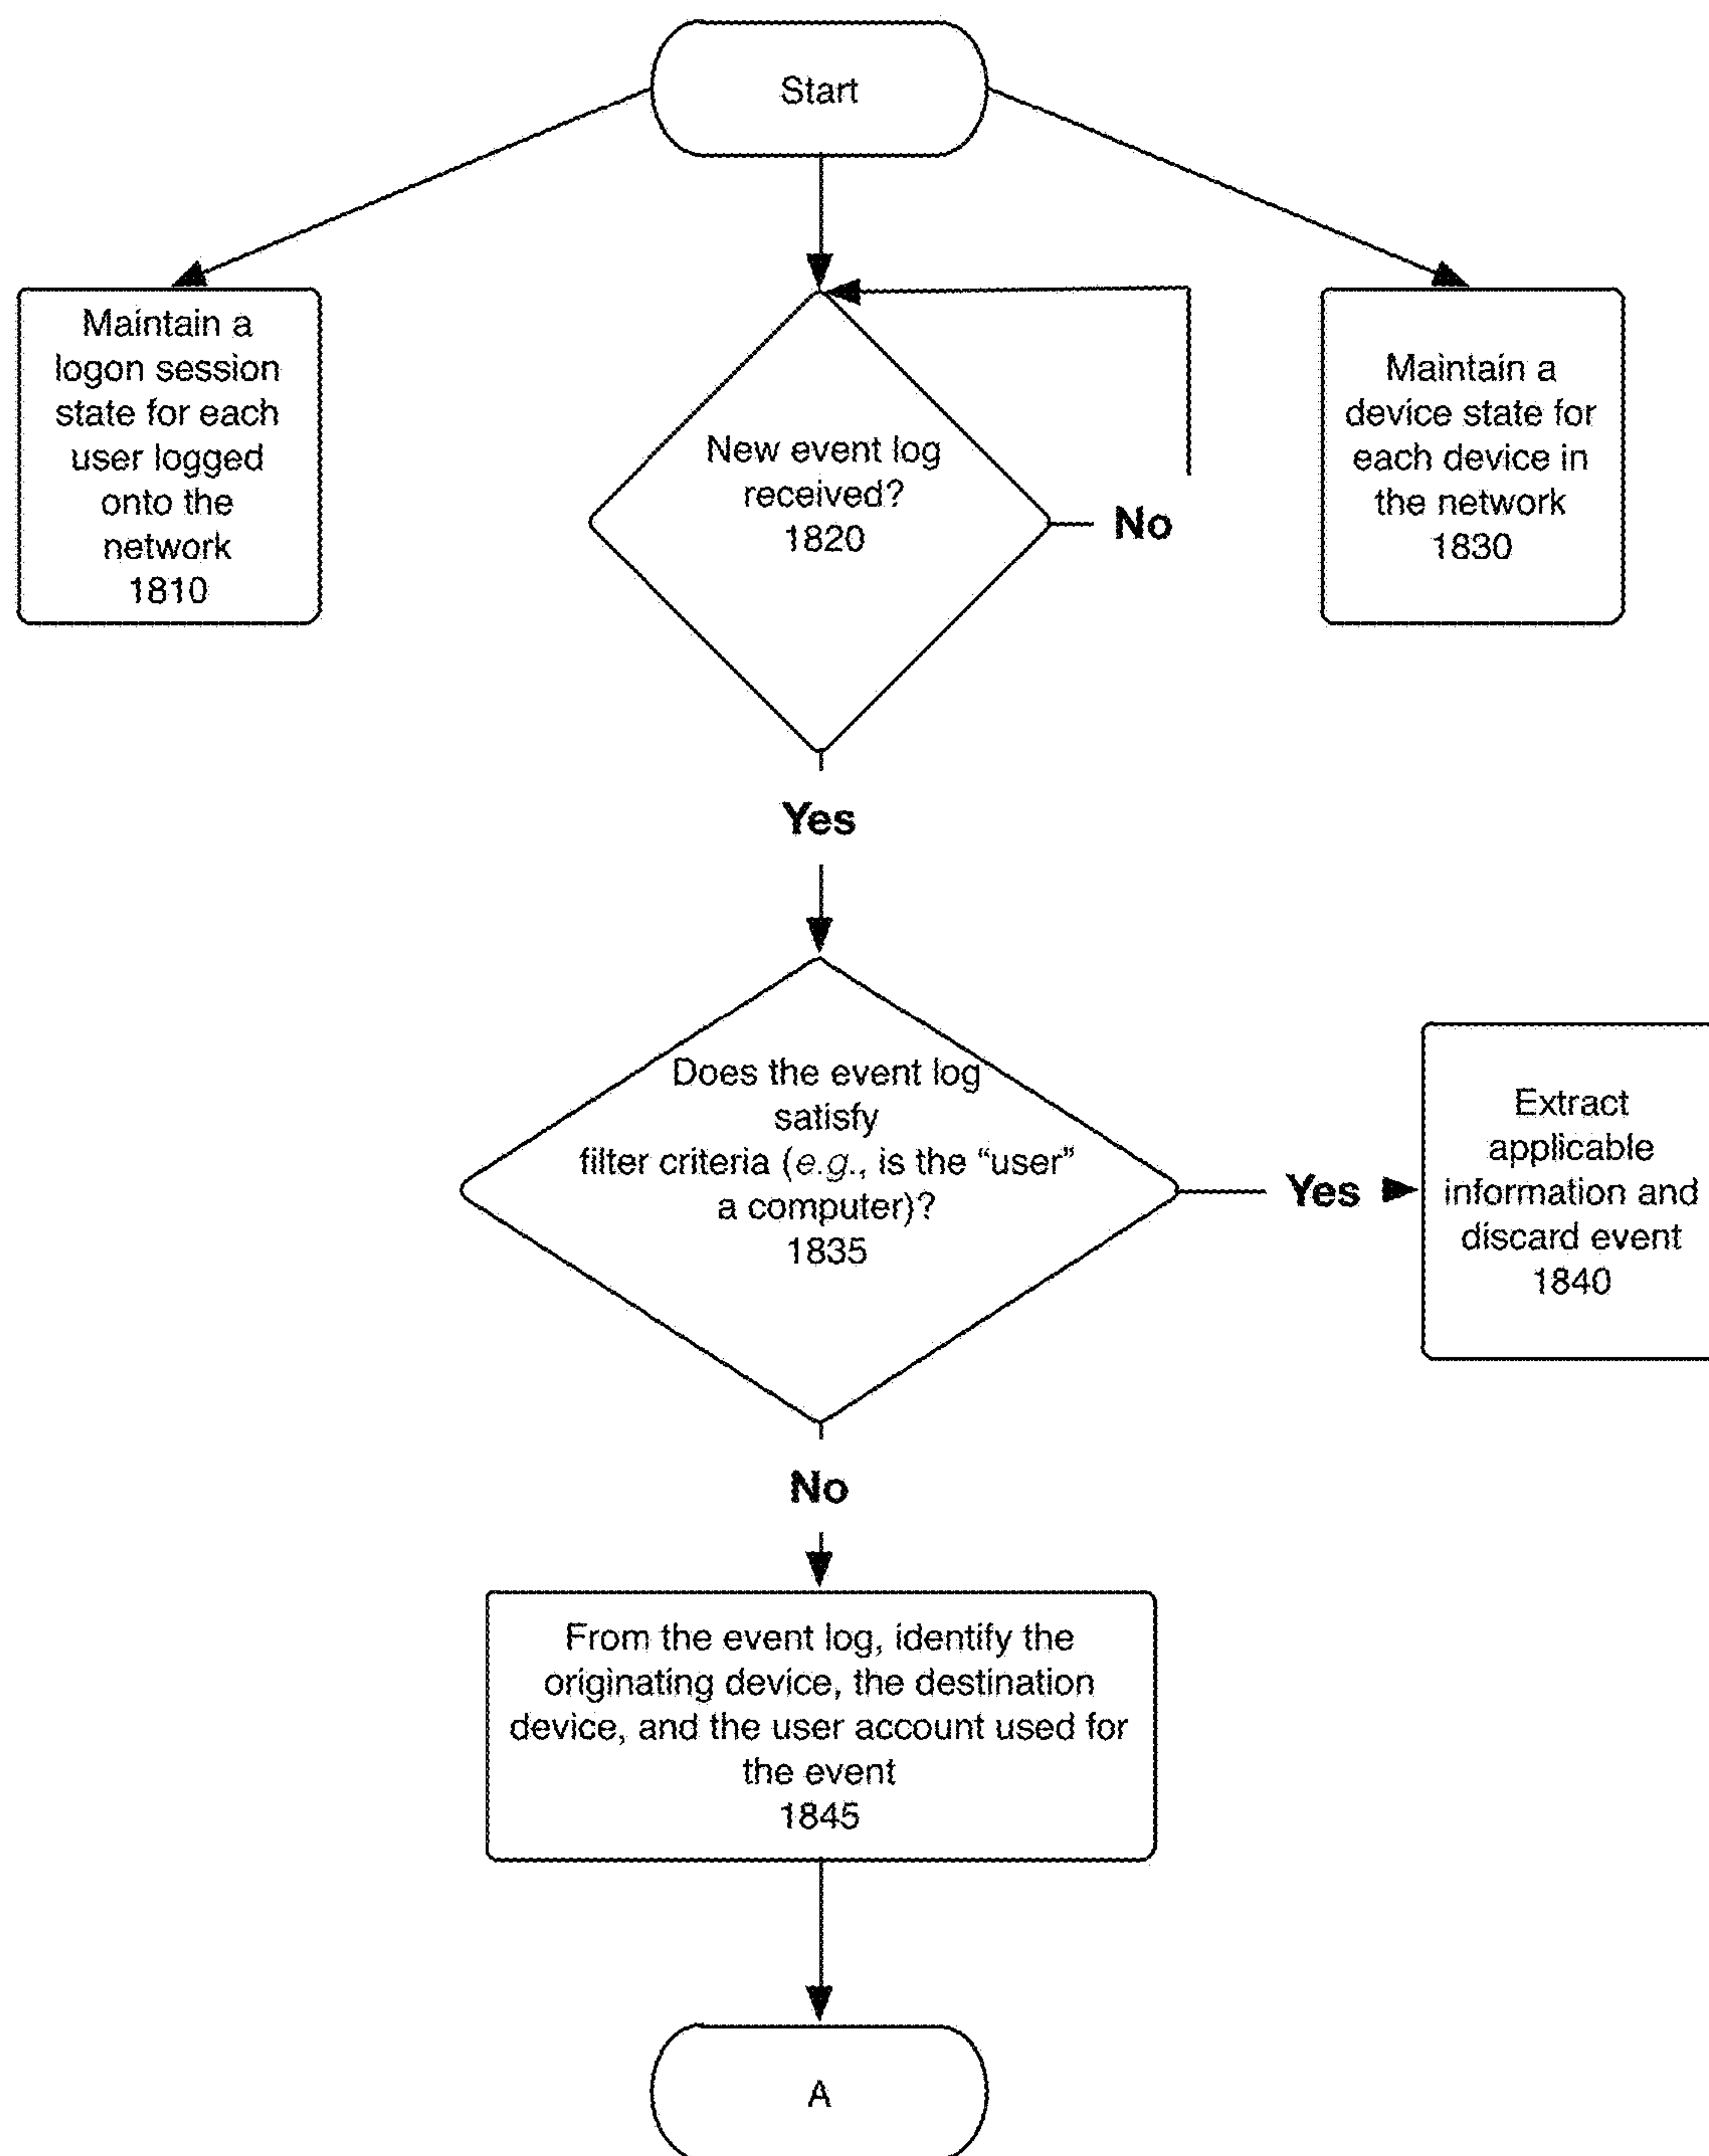 Start
Maintain a
logon session
state for each
user logged
onto the
network
1810
New event log
received?
1820
No
Maintain a
device state for
each device in
the network
1830
Yes
Does the event log
satisfy
filter criteria (e.g., is the “user”
a computer)?
1835
Yes
Extract
applicable
information and
discard event
1840
No
From the event log, identify the
originating device, the destination
device, and the user account used for
the event
1845
A